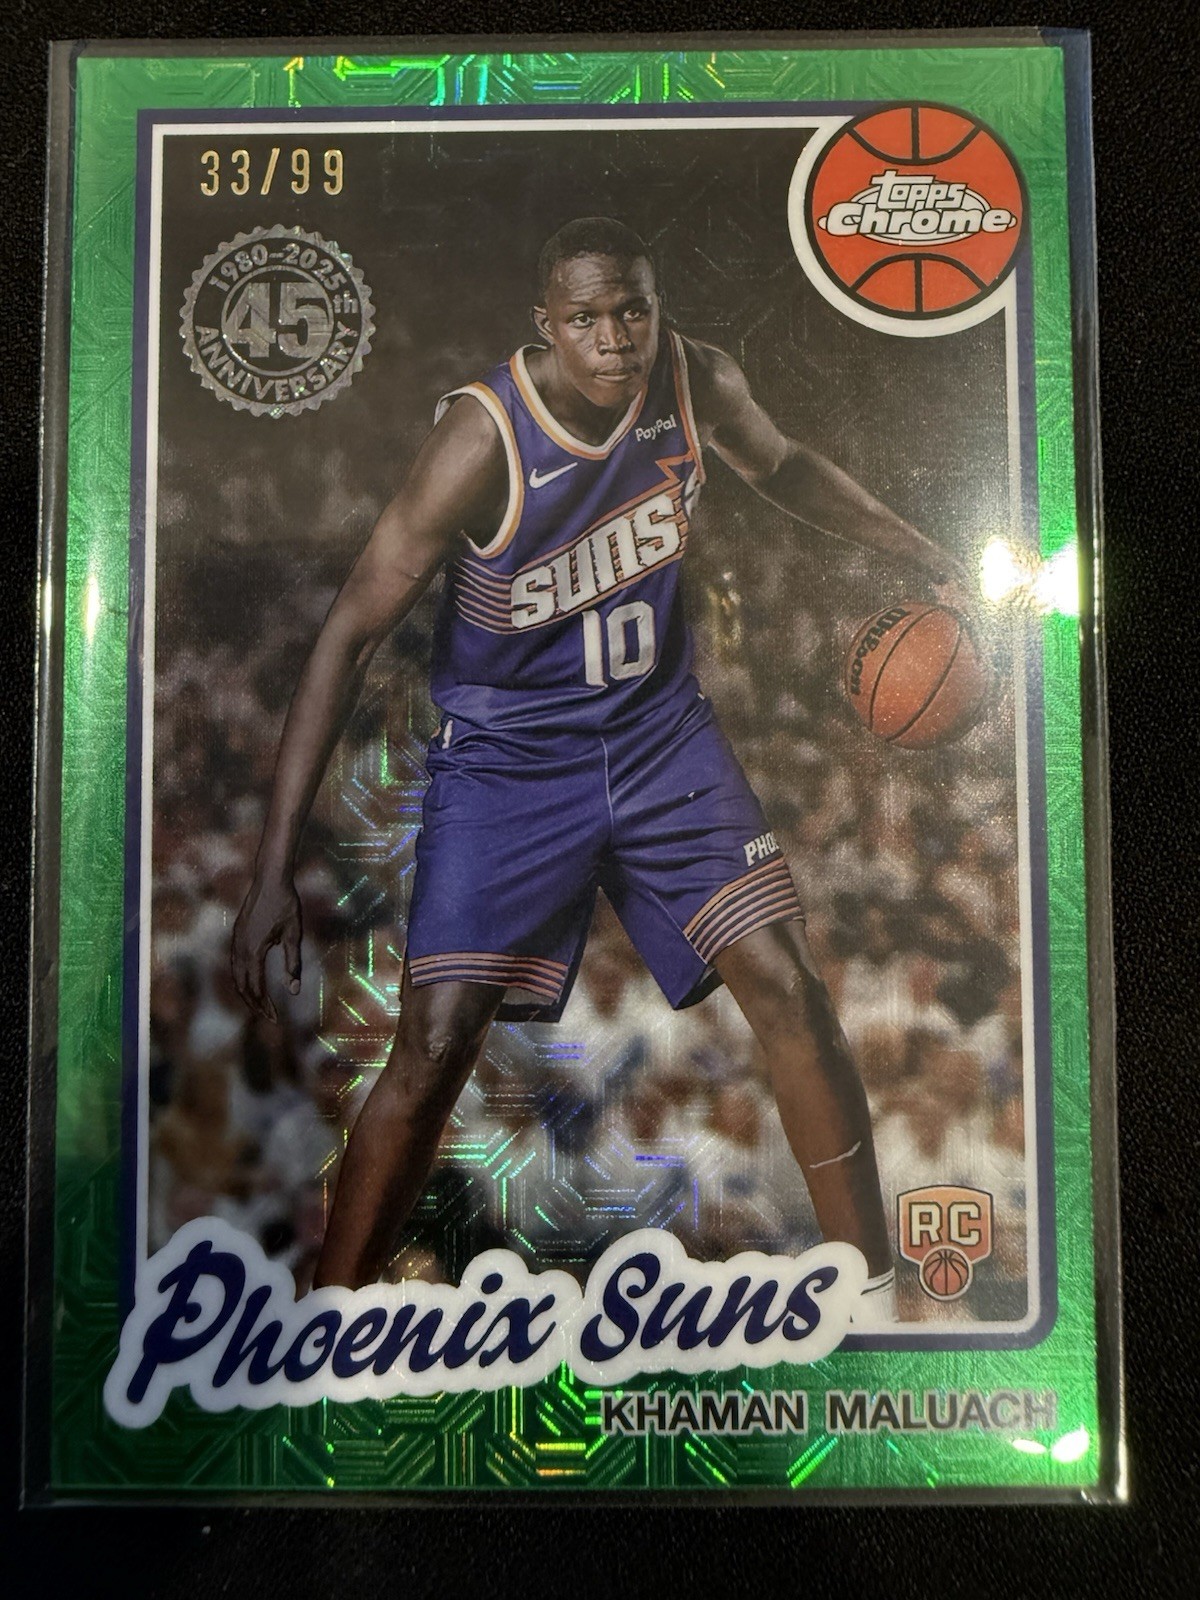 33/99
topps
Chrome
1980-2025
45th
ANNIVERSARY
PayPal
SUNS
10
Wilson
PHO
RC
Phoenix Suns
KHAMAN MALUACH